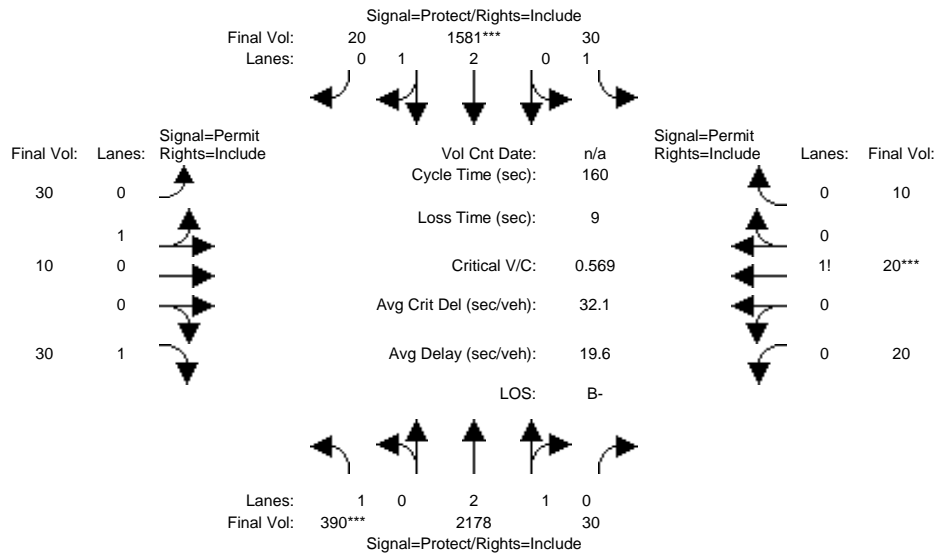 Signal=Protect/Rights=Include
Final Vol: 20 1581*** 30
Lanes: 0 1 2 0 1
Signal=Permit
Final Vol: Lanes: Rights=Include
Vol Cnt Date: n/a
Signal=Permit
Rights=Include Lanes: Final Vol:
Cycle Time (sec): 160
30 0
0 10
Loss Time (sec): 9
1
0
10 0
Critical V/C: 0.569
1! 20***
0
Avg Crit Del (sec/veh): 32.1
0
30 1
Avg Delay (sec/veh): 19.6
0 20
LOS: B-
Lanes: 1 0 2 1 0
Final Vol: 390*** 2178 30
Signal=Protect/Rights=Include